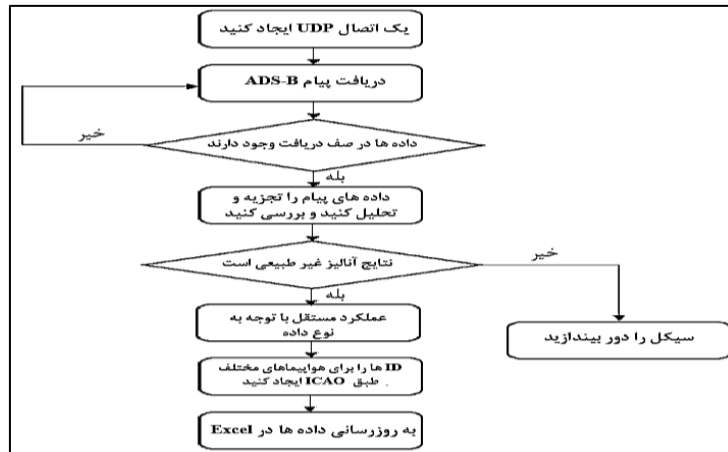 یک اتصال UDP ایجاد کنید
دریافت پیام ADS-B
خیر
داده ها در صف دریافت وجود دارند
بله
داده های پیام را تجزیه و
تحلیل کنید و بررسی کنید
خیر
نتایج آنالیز غیر طبیعی است
بله
عملکرد مستقل با توجه به
نوع داده
سیکل را دور بیندازید
ID ها را برای هواپیماهای مختلف
طبق ICAO ایجاد کنید .
به روزرسانی داده ها در Excel